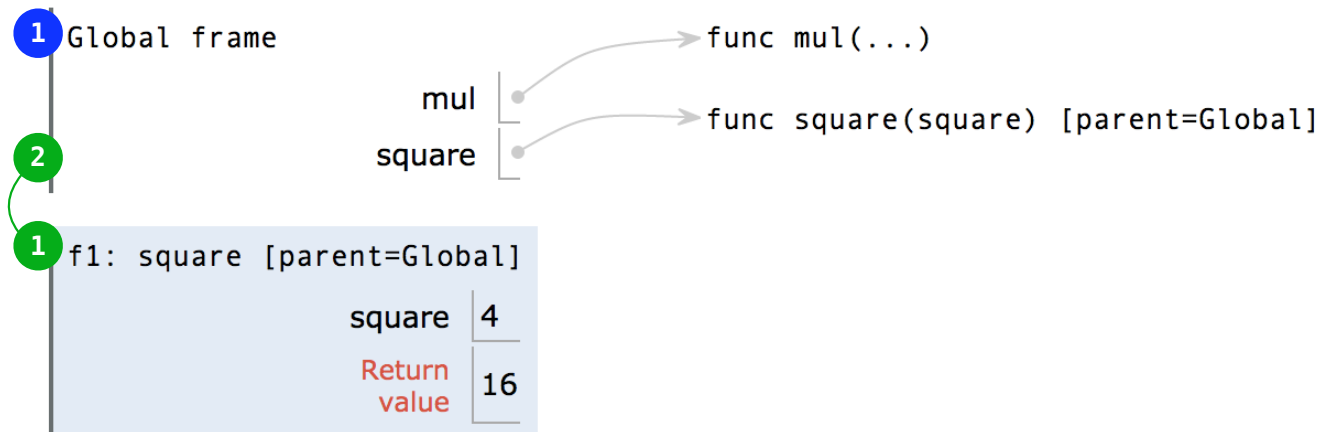 1 Global frame func mul(...)
mul
func square(square) [parent=Global]
2 square
1 f1: square [parent=Global]
square 4
Return
value 16